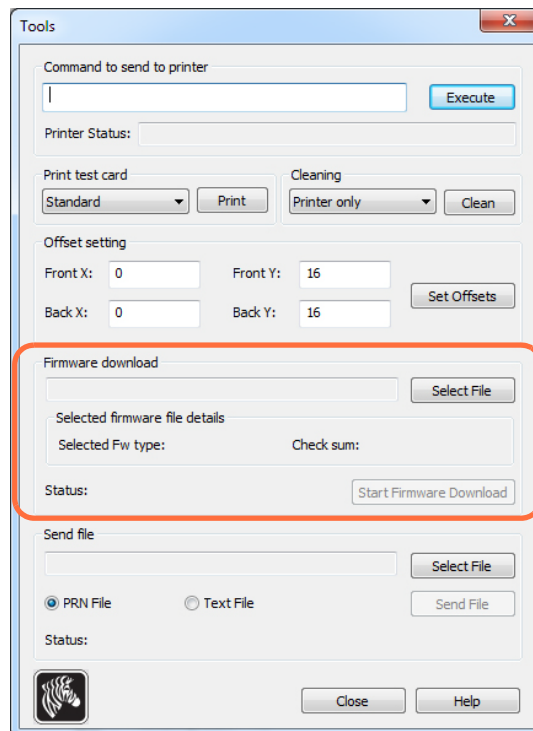 Tools
Command to send to printer
Execute
Printer Status:
Print test card
Standard
Print
Cleaning
Printer only
Clean
Offset setting
Front X: 0 Front Y: 16
Back X: 0 Back Y: 16
Set Offsets
Firmware download
Select File
Selected firmware file details
Selected Fw type: Check sum:
Status: Start Firmware Download
Send file
Select File
PRN File Text File Send File
Status:
Close Help